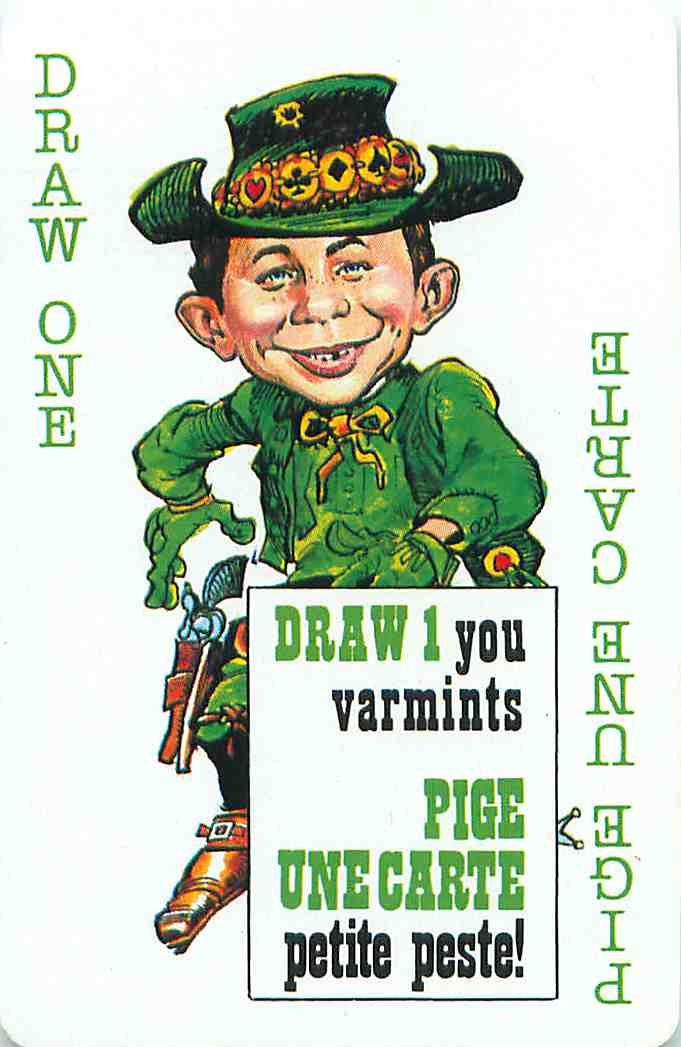 DRAW ONE
DRAW 1 you
varmints
PIGE
UNE CARTE
petite peste!
PIGE UNE CARTE